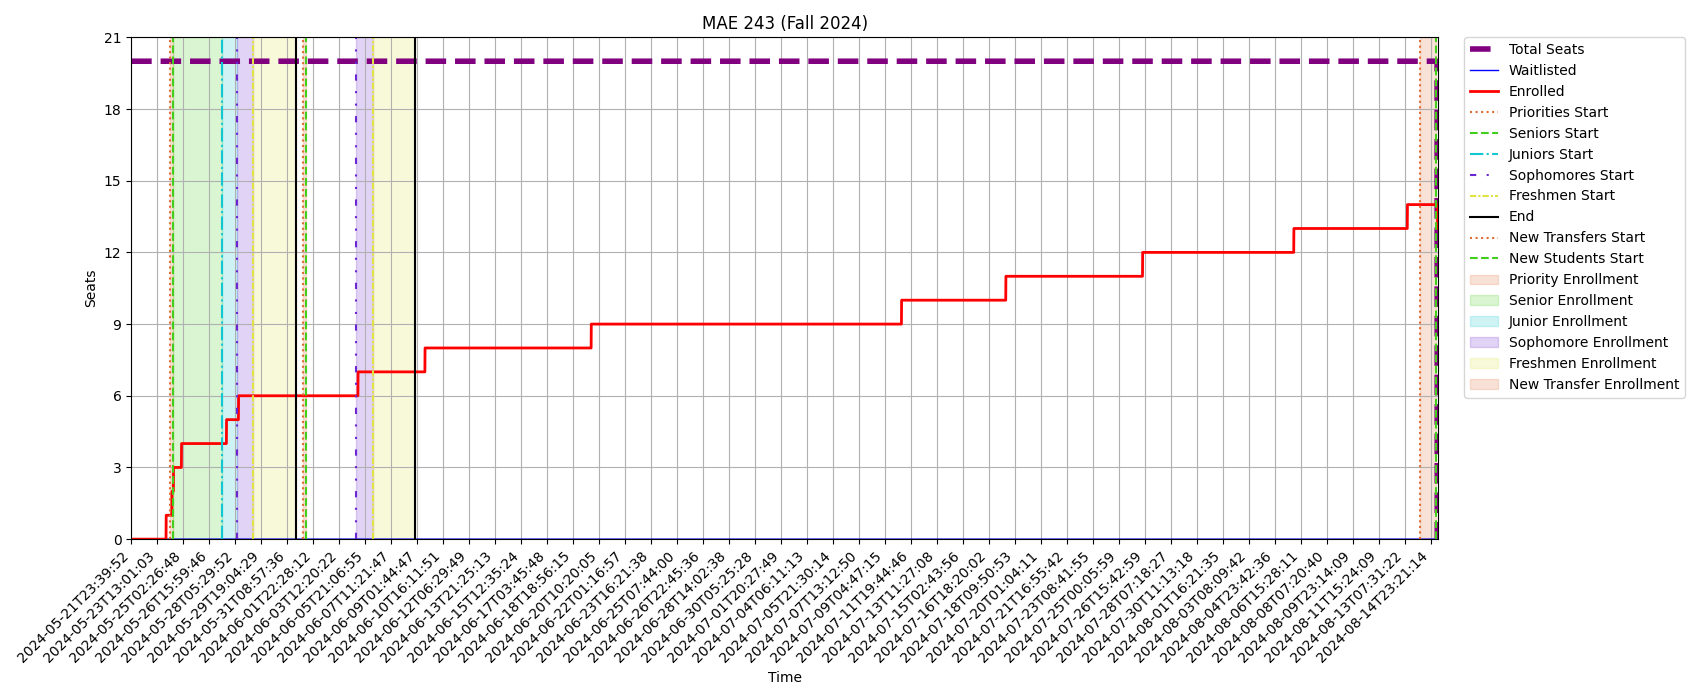 MAE 243 (Fall 2024)
21
18
15
12
9
6
3
0
Seats
2024-05-21T23:39:52
2024-05-23T13:01:03
2024-05-25T02:26:48
2024-05-26T15:59:46
2024-05-28T05:29:52
2024-05-29T19:04:29
2024-05-31T08:57:36
2024-06-01T22:28:12
2024-06-03T12:20:22
2024-06-05T21:06:55
2024-06-07T11:21:47
2024-06-09T01:44:47
2024-06-10T16:11:51
2024-06-12T06:29:49
2024-06-13T21:25:13
2024-06-15T12:35:24
2024-06-17T03:45:48
2024-06-18T18:56:15
2024-06-20T10:20:05
2024-06-22T01:16:57
2024-06-23T16:21:38
2024-06-25T07:44:00
2024-06-26T22:45:36
2024-06-28T14:02:38
2024-06-30T05:25:28
2024-07-01T20:27:49
2024-07-04T06:11:13
2024-07-05T21:30:14
2024-07-07T13:12:50
2024-07-09T04:47:15
2024-07-11T19:44:46
2024-07-13T11:27:08
2024-07-15T02:43:56
2024-07-16T18:20:02
2024-07-18T09:50:53
2024-07-20T01:04:11
2024-07-21T16:55:42
2024-07-23T08:41:55
2024-07-25T00:05:59
2024-07-26T15:42:59
2024-07-28T07:18:27
2024-07-30T11:13:18
2024-08-01T16:21:35
2024-08-03T08:09:42
2024-08-04T23:42:36
2024-08-06T15:28:11
2024-08-08T07:20:40
2024-08-09T23:14:09
2024-08-11T15:24:09
2024-08-13T07:31:22
2024-08-14T23:21:14
Time
Total Seats
Waitlisted
Enrolled
Priorities Start
Seniors Start
Juniors Start
Sophomores Start
Freshmen Start
End
New Transfers Start
New Students Start
Priority Enrollment
Senior Enrollment
Junior Enrollment
Sophomore Enrollment
Freshmen Enrollment
New Transfer Enrollment